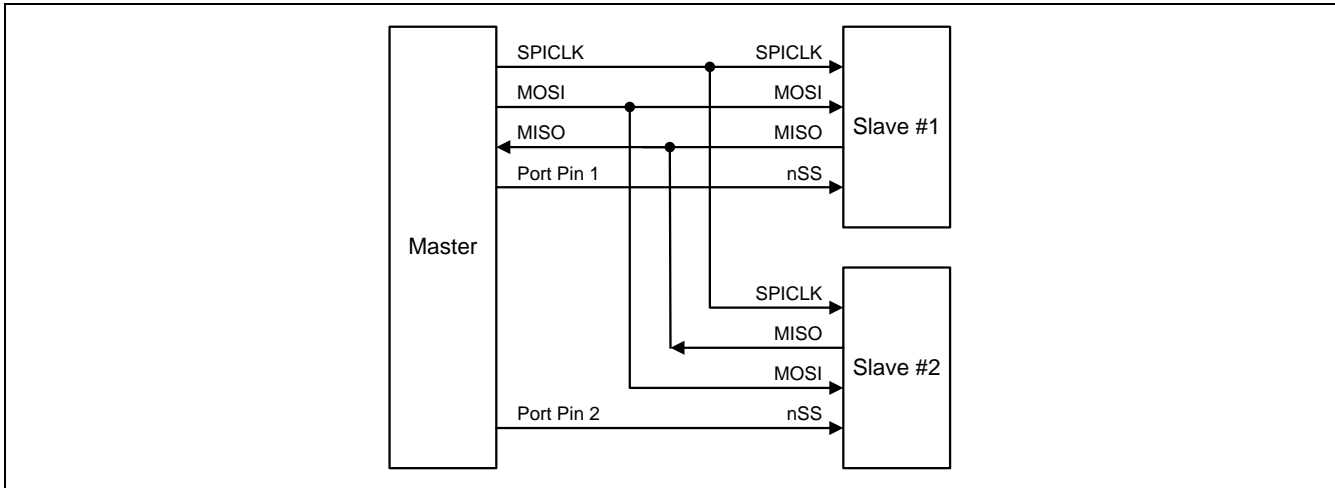 SPICLK SPICLK
MOSI MOSI
MISO MISO
Slave #1
Port Pin 1 nSS
Master
SPICLK
MISO
Slave #2
MOSI
Port Pin 2 nSS